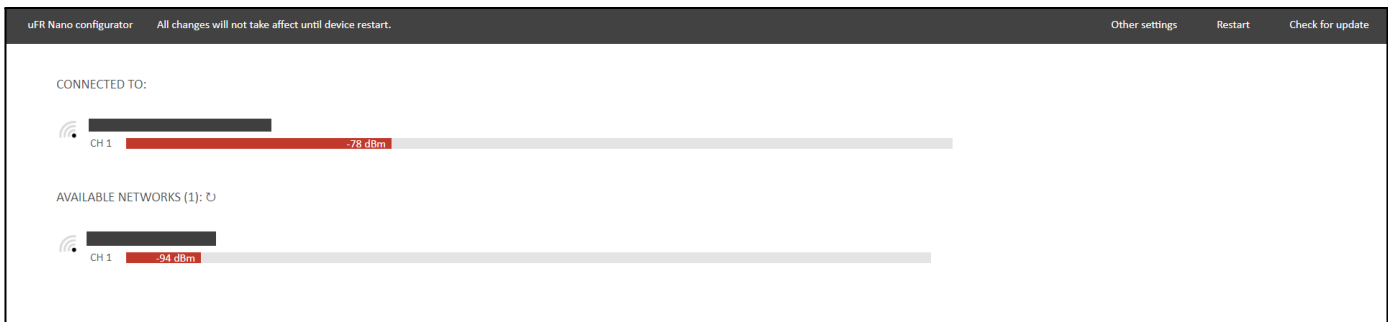 uFR Nano configurator All changes will not take affect until device restart. Other settings Restart Check for update
CONNECTED TO:
CH 1 -78 dBm
AVAILABLE NETWORKS (1): ↻
CH 1 -94 dBm